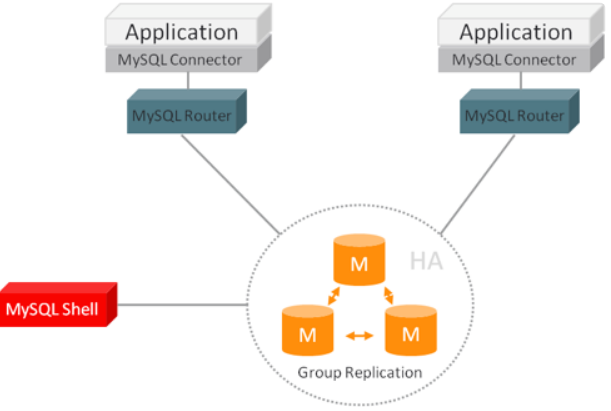 Application
MySQL Connector
MySQL Router
Application
MySQL Connector
MySQL Router
M
HA
M
M
Group Replication
MySQL Shell